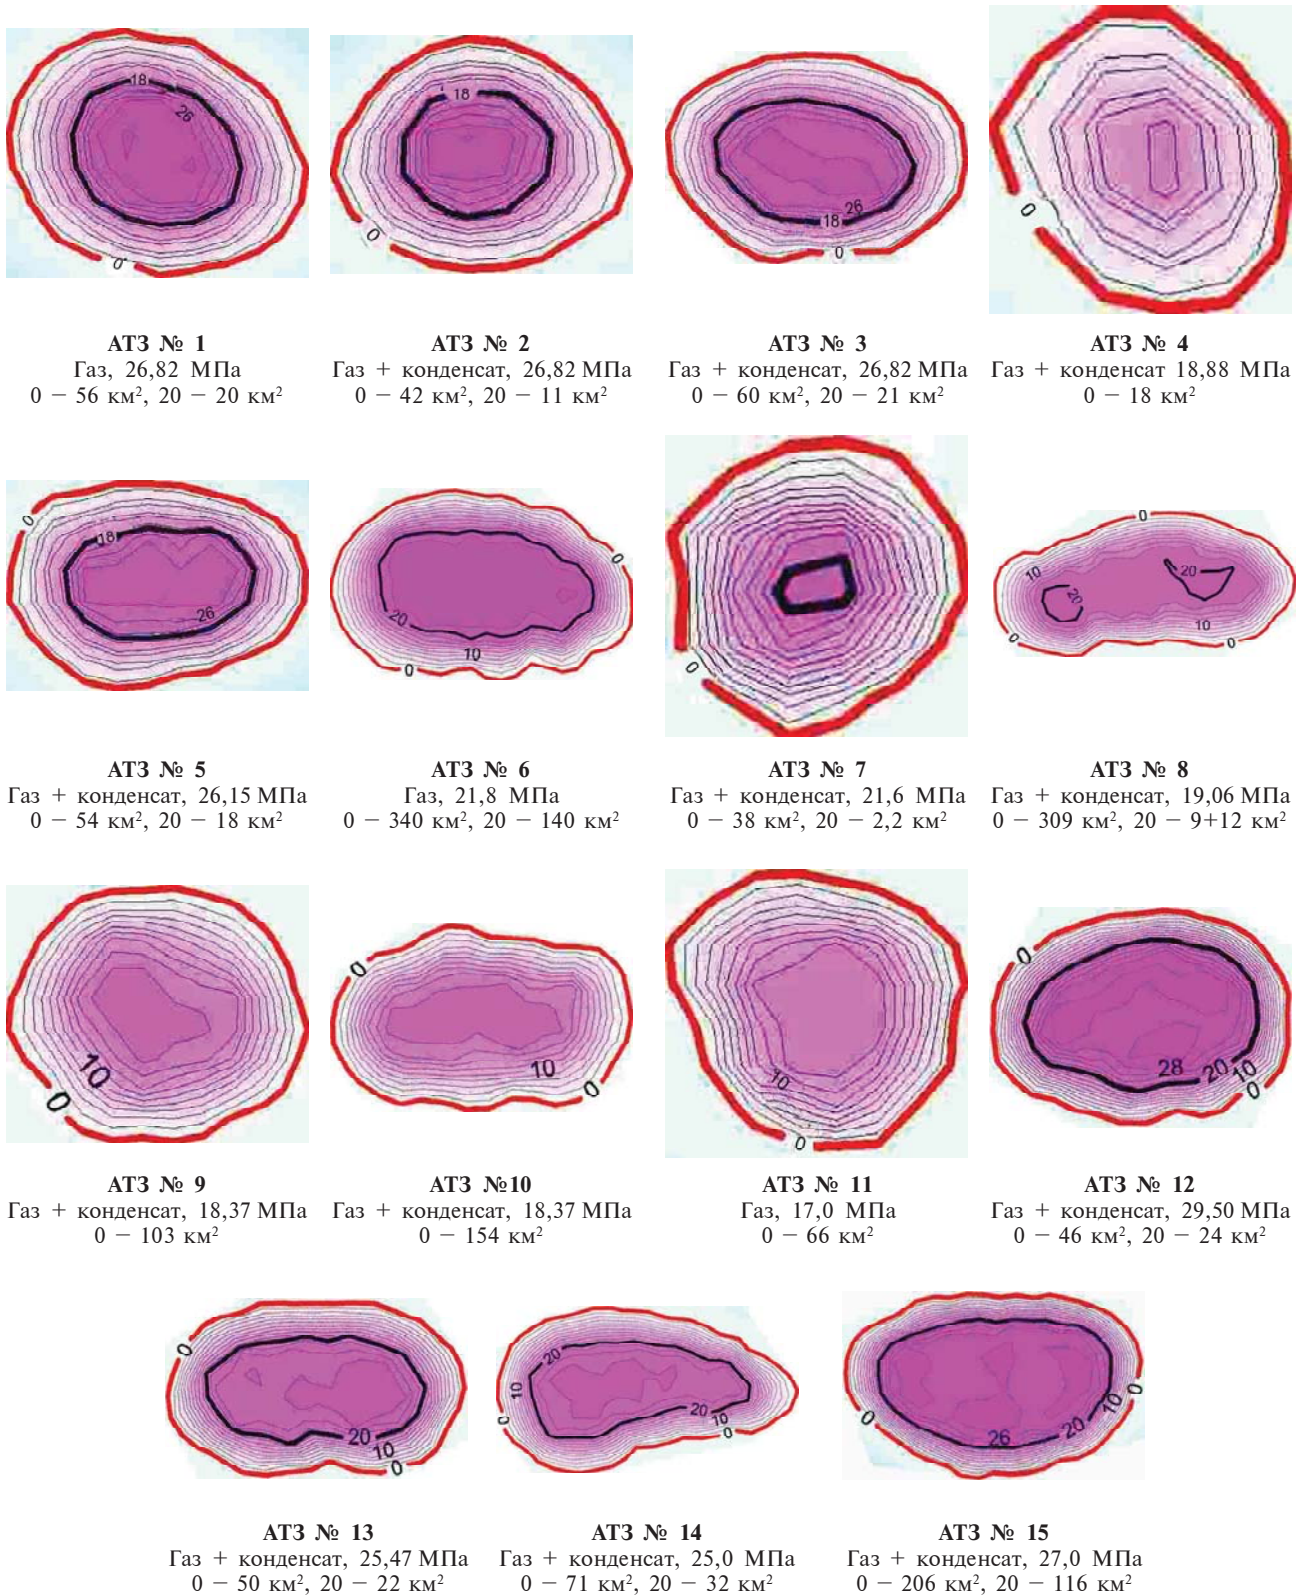 18
26
0
18
0
26
18
0
0
АТЗ № 1
Газ, 26,82 МПа
0 − 56 км², 20 − 20 км²
АТЗ № 2
Газ + конденсат, 26,82 МПа
0 − 42 км², 20 − 11 км²
АТЗ № 3
Газ + конденсат, 26,82 МПа
0 − 60 км², 20 − 21 км²
АТЗ № 4
Газ + конденсат 18,88 МПа
0 − 18 км²
0
18
26
0
20
10
0
0
0
10
20
20
10
0
0
АТЗ № 5
Газ + конденсат, 26,15 МПа
0 − 54 км², 20 − 18 км²
АТЗ № 6
Газ, 21,8 МПа
0 − 340 км², 20 − 140 км²
АТЗ № 7
Газ + конденсат, 21,6 МПа
0 − 38 км², 20 − 2,2 км²
АТЗ № 8
Газ + конденсат, 19,06 МПа
0 − 309 км², 20 − 9+12 км²
10
0
0
10
0
10
0
0
28
20
10
0
АТЗ № 9
Газ + конденсат, 18,37 МПа
0 − 103 км²
АТЗ №10
Газ + конденсат, 18,37 МПа
0 − 154 км²
АТЗ № 11
Газ, 17,0 МПа
0 − 66 км²
АТЗ № 12
Газ + конденсат, 29,50 МПа
0 − 46 км², 20 − 24 км²
0
20
10
0
20
10
0
20
10
0
0
26
20
10
0
АТЗ № 13
Газ + конденсат, 25,47 МПа
0 − 50 км², 20 − 22 км²
АТЗ № 14
Газ + конденсат, 25,0 МПа
0 − 71 км², 20 − 32 км²
АТЗ № 15
Газ + конденсат, 27,0 МПа
0 − 206 км², 20 − 116 км²